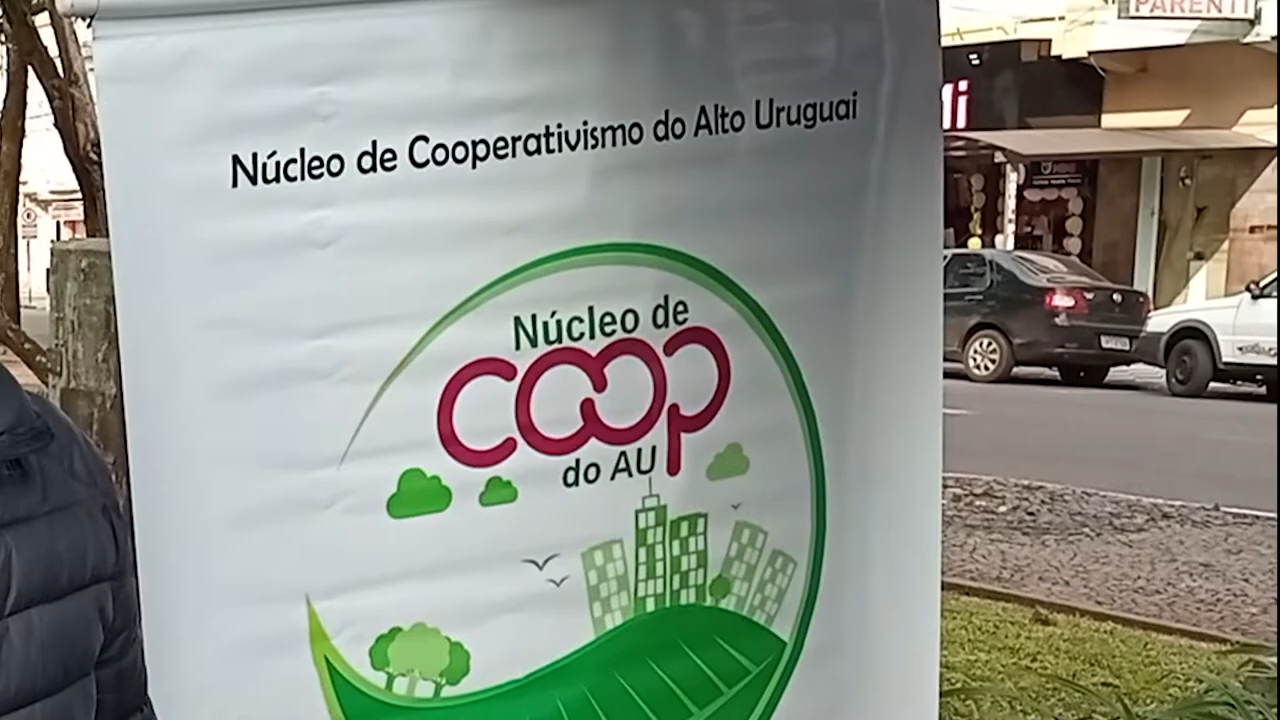 PARENTI
Núcleo de Cooperativismo do Alto Uruguai
Núcleo de
coop
do AU